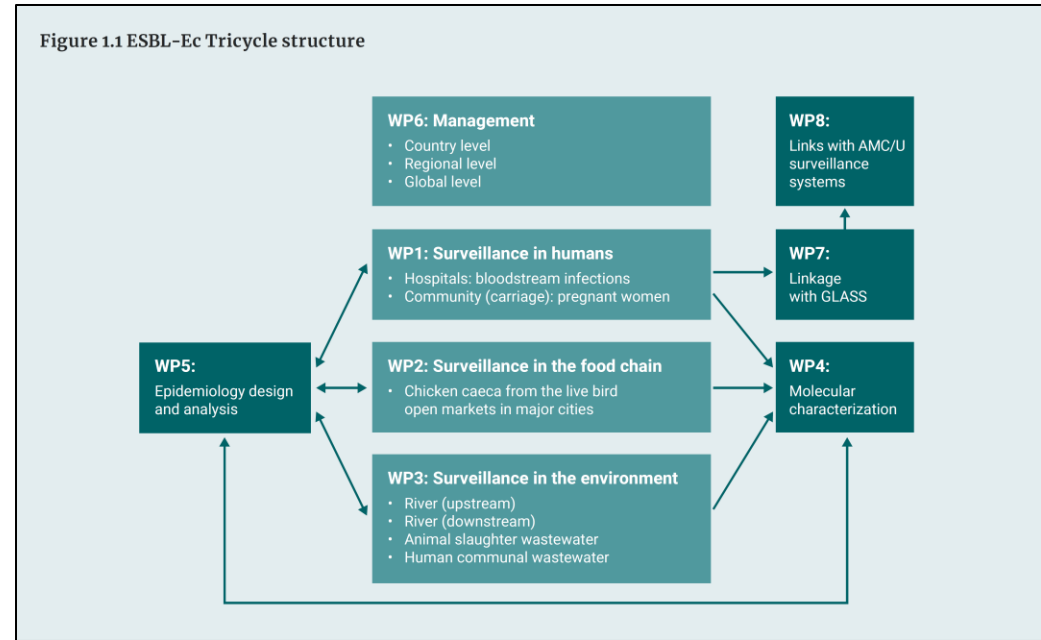 Figure 1.1 ESBL-Ec Tricycle structure
WP6: Management
• Country level
• Regional level
• Global level
WP8:
Links with AMC/U
surveillance
systems
WP1: Surveillance in humans
• Hospitals: bloodstream infections
• Community (carriage): pregnant women
WP7:
Linkage
with GLASS
WP5:
Epidemiology design
and analysis
WP2: Surveillance in the food chain
• Chicken caeca from the live bird
open markets in major cities
WP4:
Molecular
characterization
WP3: Surveillance in the environment
• River (upstream)
• River (downstream)
• Animal slaughter wastewater
• Human communal wastewater